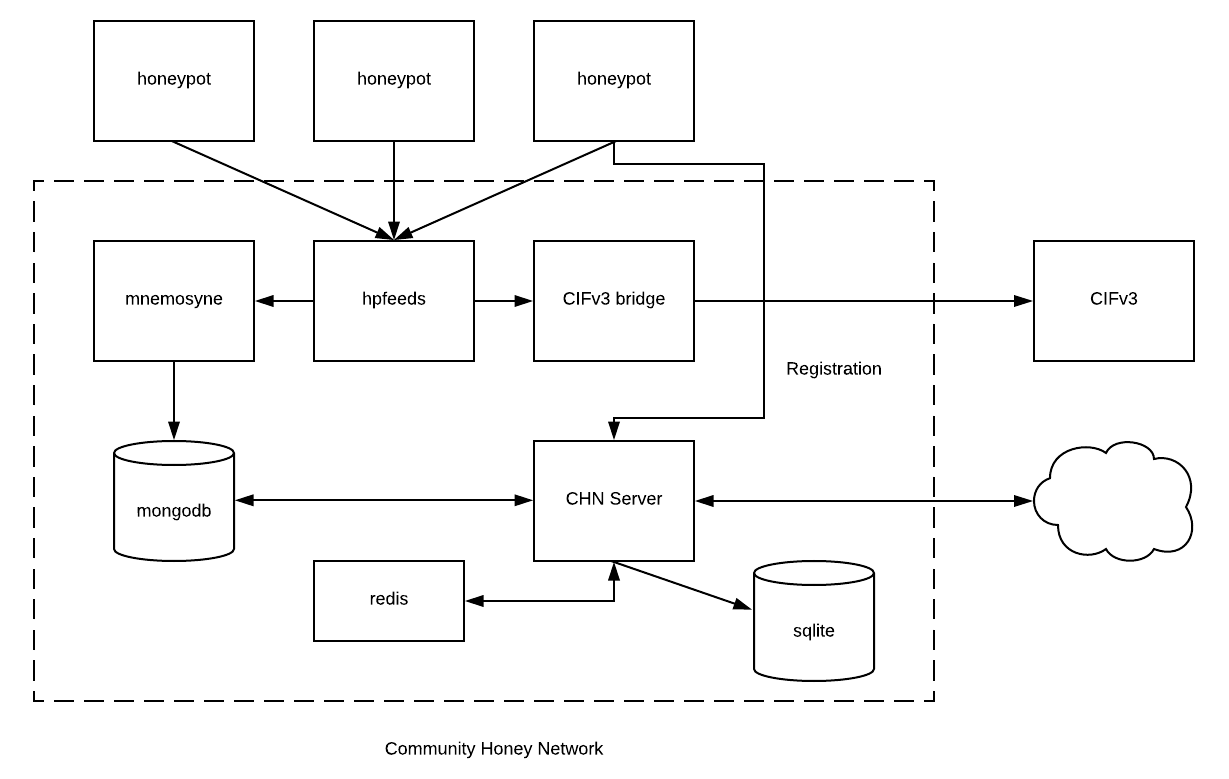 honeypot
honeypot
honeypot
mnemosyne
hpfeeds
CIFv3 bridge
CIFv3
Registration
mongodb
CHN Server
redis
sqlite
Community Honey Network